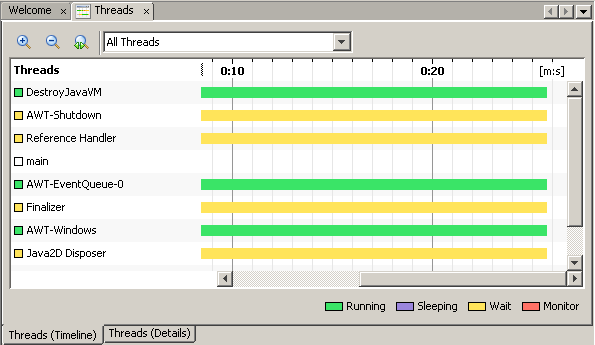 Welcome × Threads ×
All Threads
Threads 0:10 0:20 [m:s]
DestroyJavaVM
AWT-Shutdown
Reference Handler
main
AWT-EventQueue-0
Finalizer
AWT-Windows
Java2D Disposer
Running Sleeping Wait Monitor
Threads (Timeline) Threads (Details)